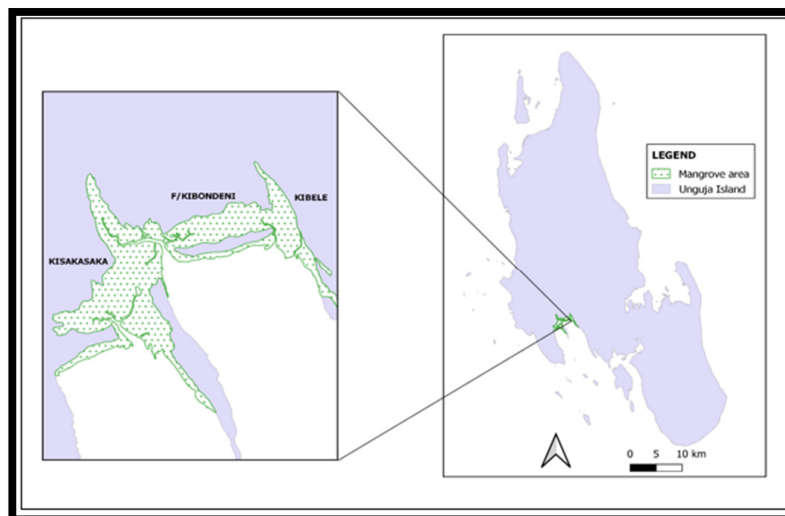 F/KIBONDENI
KIBELE
KISAKASAKA
LEGEND
Mangrove area
Unguja Island
0 5 10 km